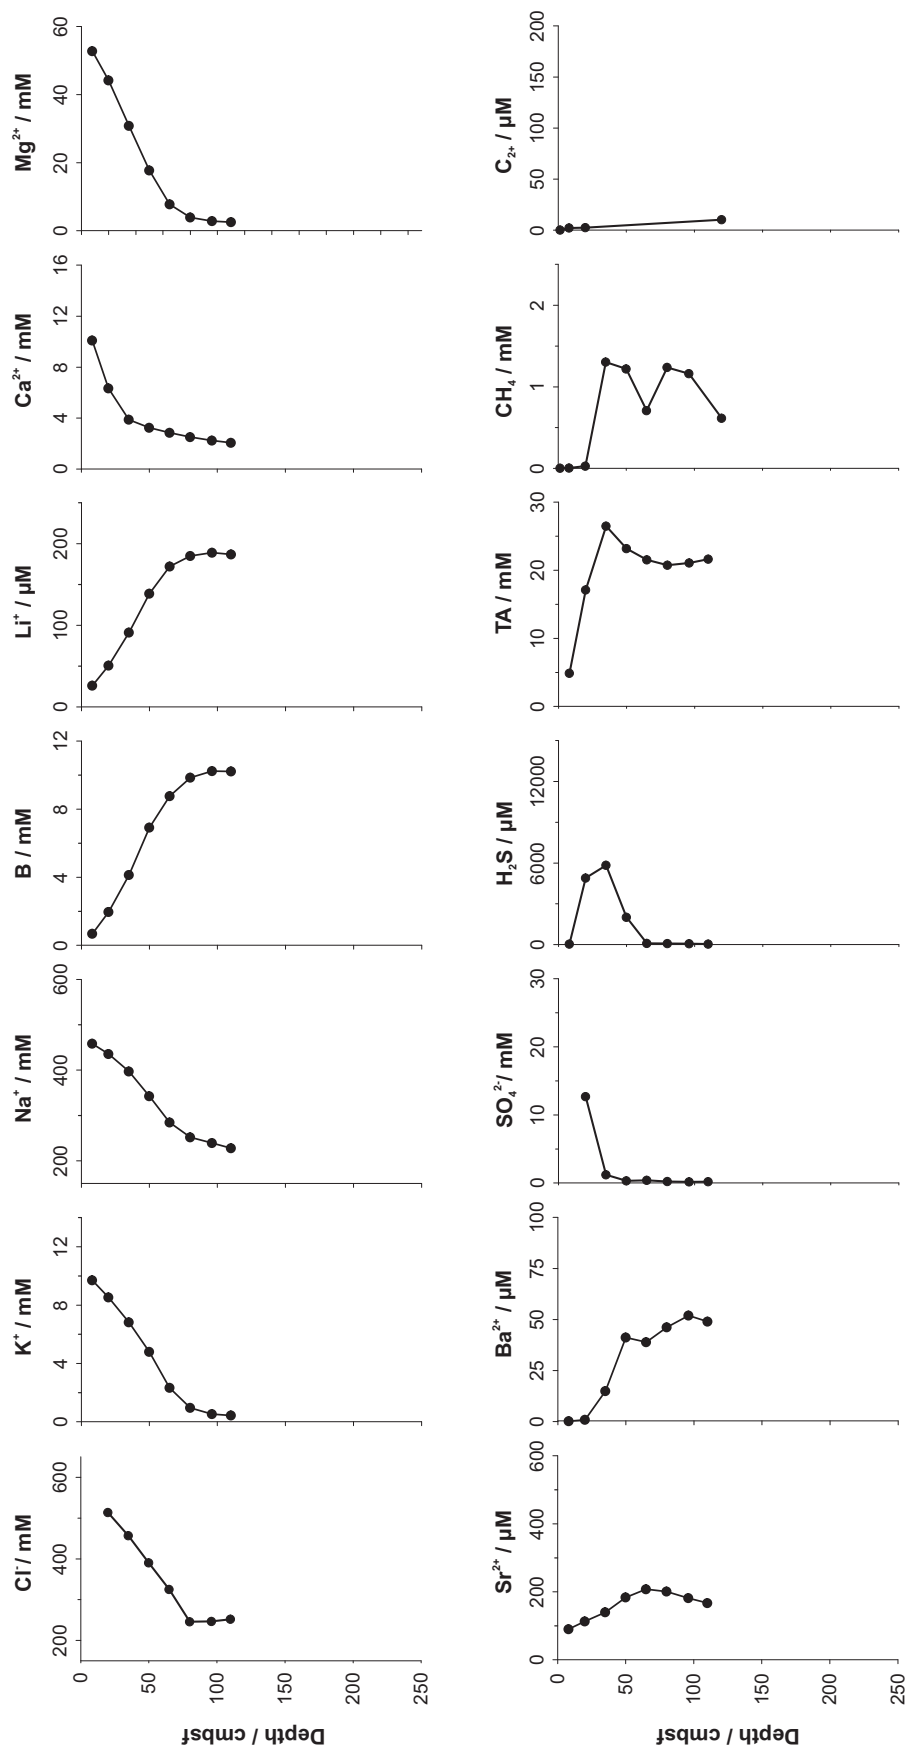 Cl⁻/ mM
200 400 600
K⁺ / mM
0 4 8 12
Na⁺ / mM
200 400 600
B / mM
0 4 8 12
Li⁺ / µM
0 100 200
Ca²⁺ / mM
0 4 8 12 16
Mg²⁺ / mM
0 20 40 60
Depth / cmbsf
0
50
100
150
200
250
Sr²⁺ / µM
0 200 400 600
Ba²⁺ / µM
0 25 50 75 100
SO₄²⁻/ mM
0 10 20 30
H₂S / µM
0 6000 12000
TA / mM
0 10 20 30
CH₄ / mM
0 1 2
C₂₊ / µM
0 50 100 150 200
Depth / cmbsf
0
50
100
150
200
250